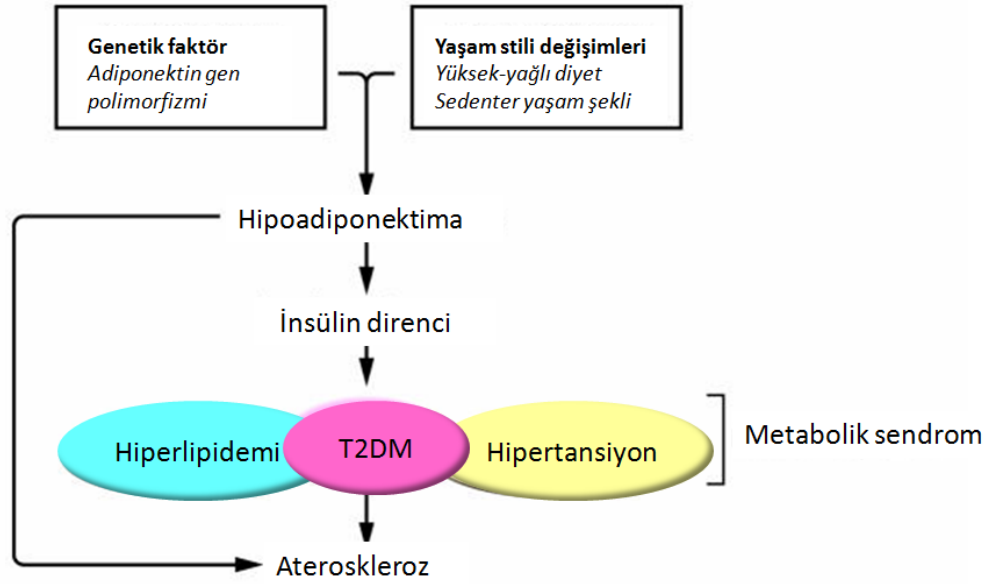 Genetik faktör
Adiponektin gen
polimorfizmi
Yaşam stili değişimleri
Yüksek-yağlı diyet
Sedenter yaşam şekli
Hipoadiponektima
İnsülin direnci
Hiperlipidemi
T2DM
Hipertansiyon
Metabolik sendrom
Ateroskleroz